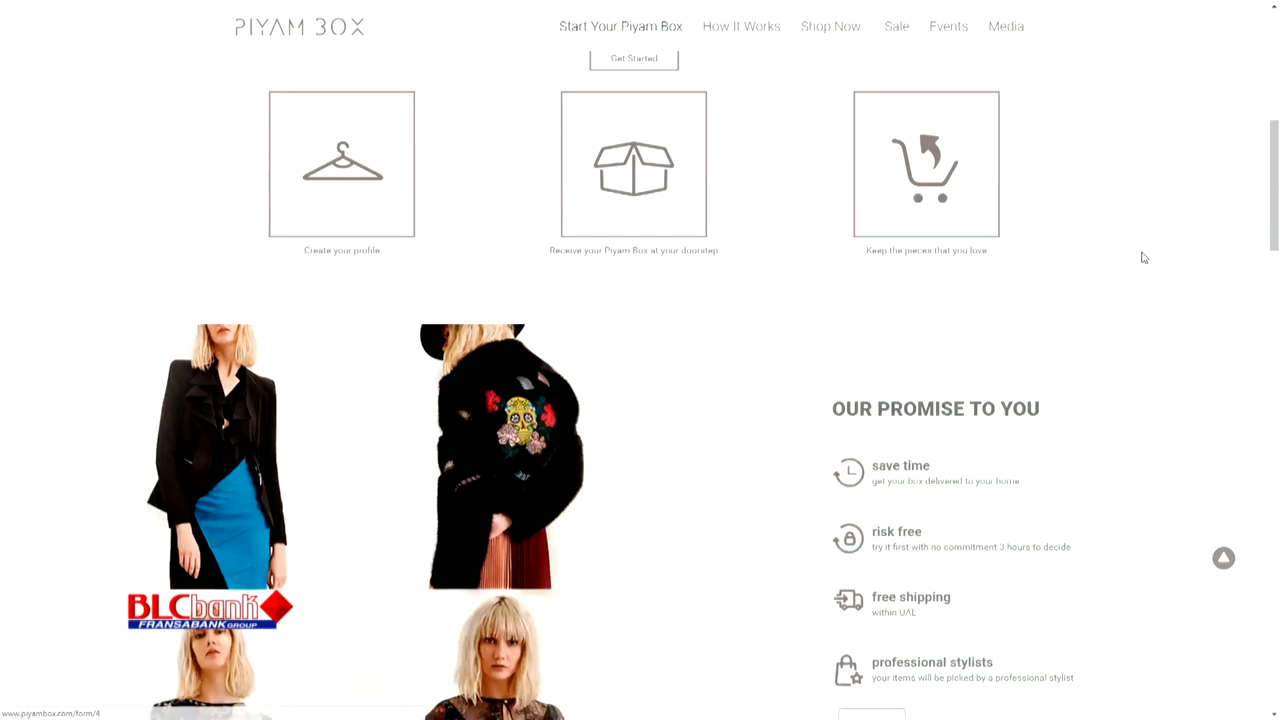 PIYAM BOX
Start Your Piyam Box How It Works Shop Now Sale Events Media
Get Started
Create your profile
Receive your Piyam Box at your doorstep
Keep the pieces that you love
OUR PROMISE TO YOU
save time
get your box delivered to your home
risk free
try it first with no commitment 3 hours to decide
free shipping
within UAE
professional stylists
your items will be picked by a professional stylist
BLC bank
FRANSABANK GROUP
www.piyambox.com/form/4